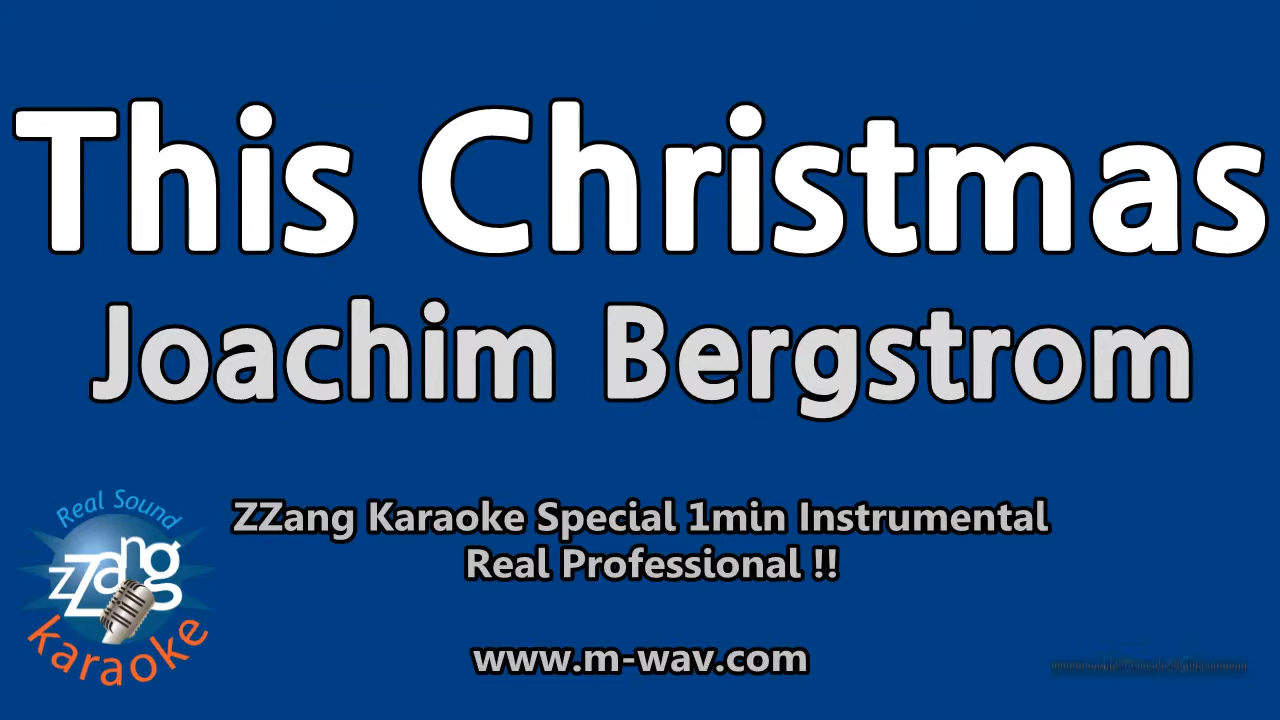 This Christmas
Joachim Bergstrom
ZZang Karaoke Special 1min Instrumental
Real Professional !!
Real Sound
zZang
karaoke
www.m-wav.com